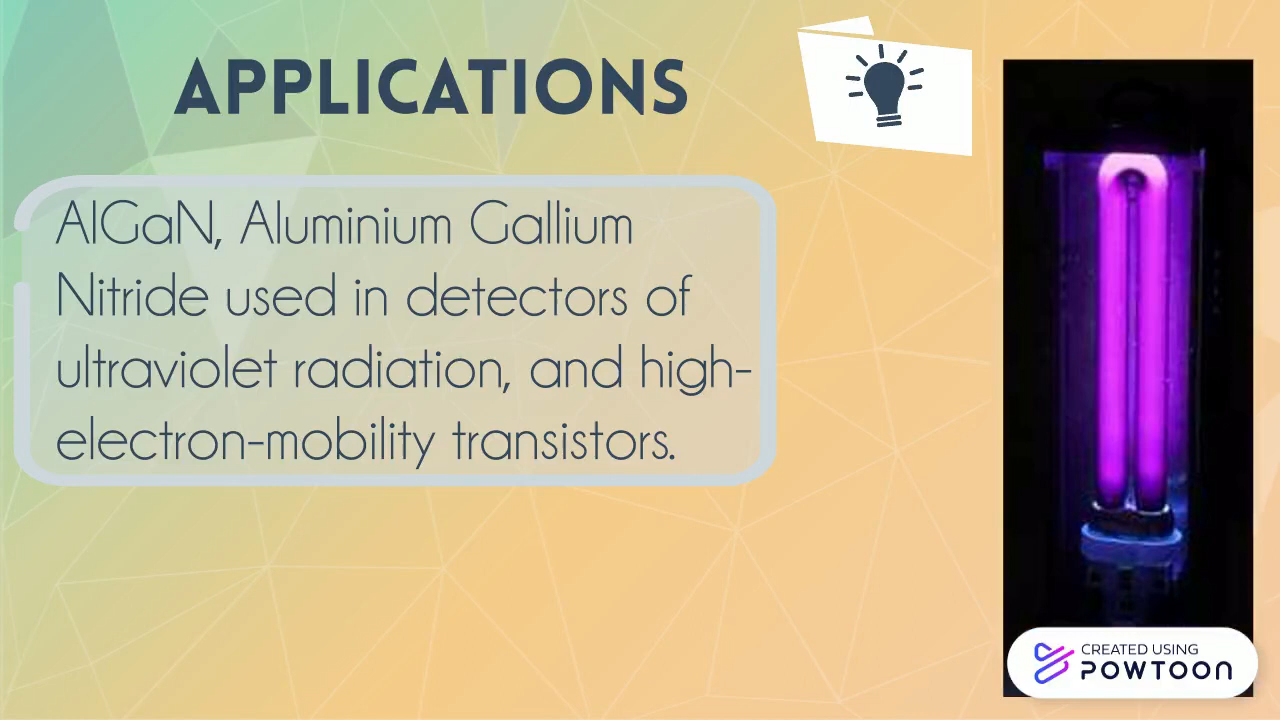 APPLICATIONS
AlGaN, Aluminium Gallium
Nitride used in detectors of
ultraviolet radiation, and high-
electron-mobility transistors.
CREATED USING
POWTOON